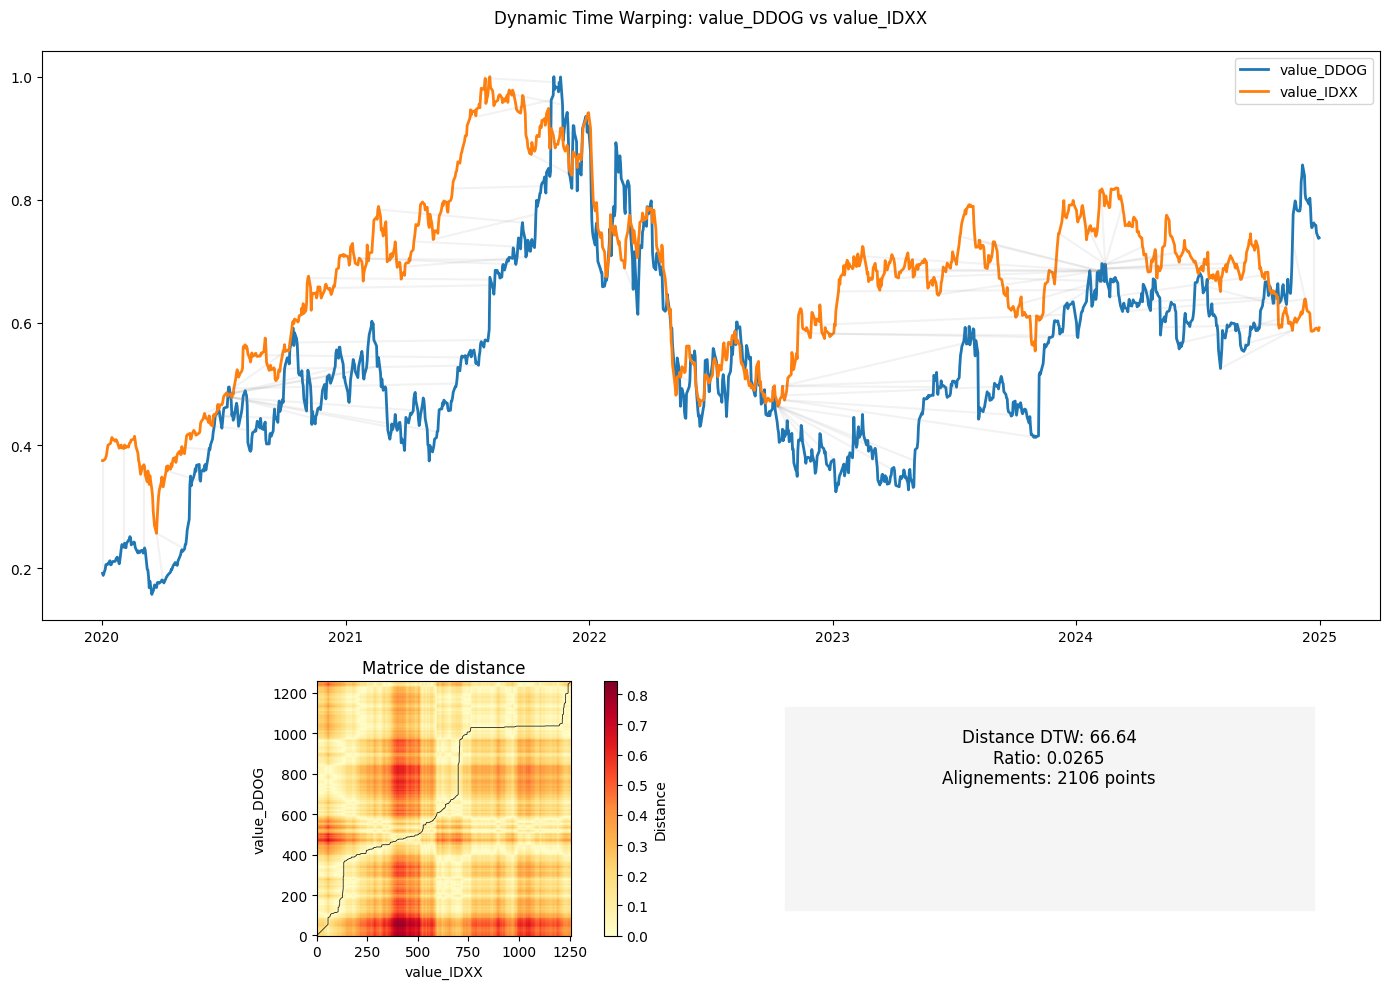 Dynamic Time Warping: value_DDOG vs value_IDXX
value_DDOG
value_IDXX
1.0
0.8
0.6
0.4
0.2
2020 2021 2022 2023 2024 2025
Matrice de distance
value_DDOG
1200
1000
800
600
400
200
0
0 250 500 750 1000 1250
value_IDXX
0.8
0.7
0.6
0.5
0.4
0.3
0.2
0.1
0.0
Distance
Distance DTW: 66.64
Ratio: 0.0265
Alignements: 2106 points